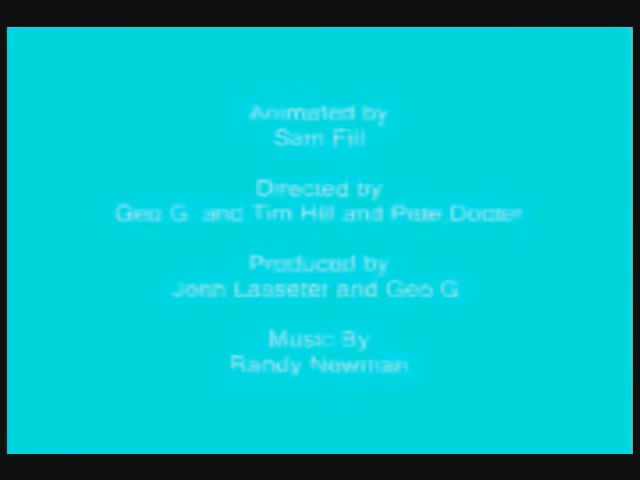 Animated by
Sam Fill
Directed by
Geo G. and Tim Hill and Pete Docter
Produced by
John Lasseter and Geo G
Music By
Randy Newman